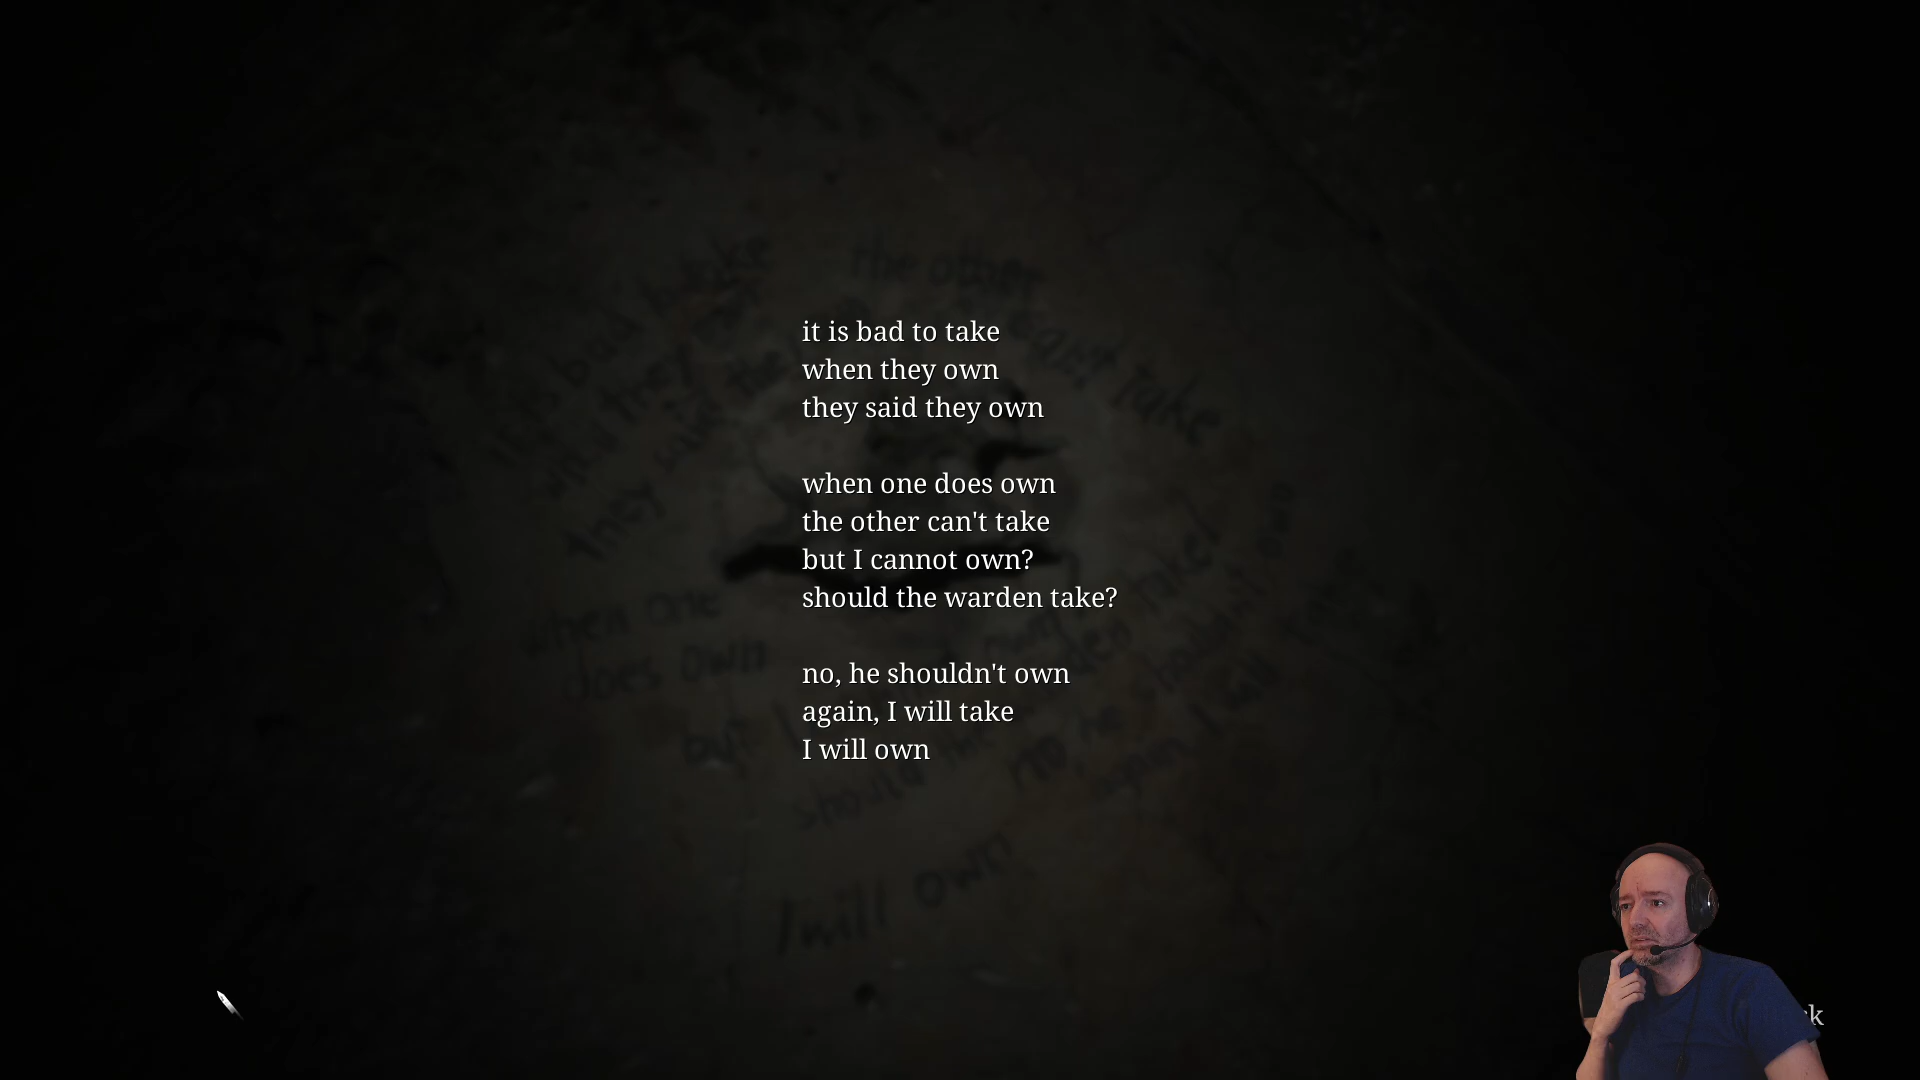 it is bad to take
when they own
they said they own

when one does own
the other can't take
but I cannot own?
should the warden take?

no, he shouldn't own
again, I will take
I will own